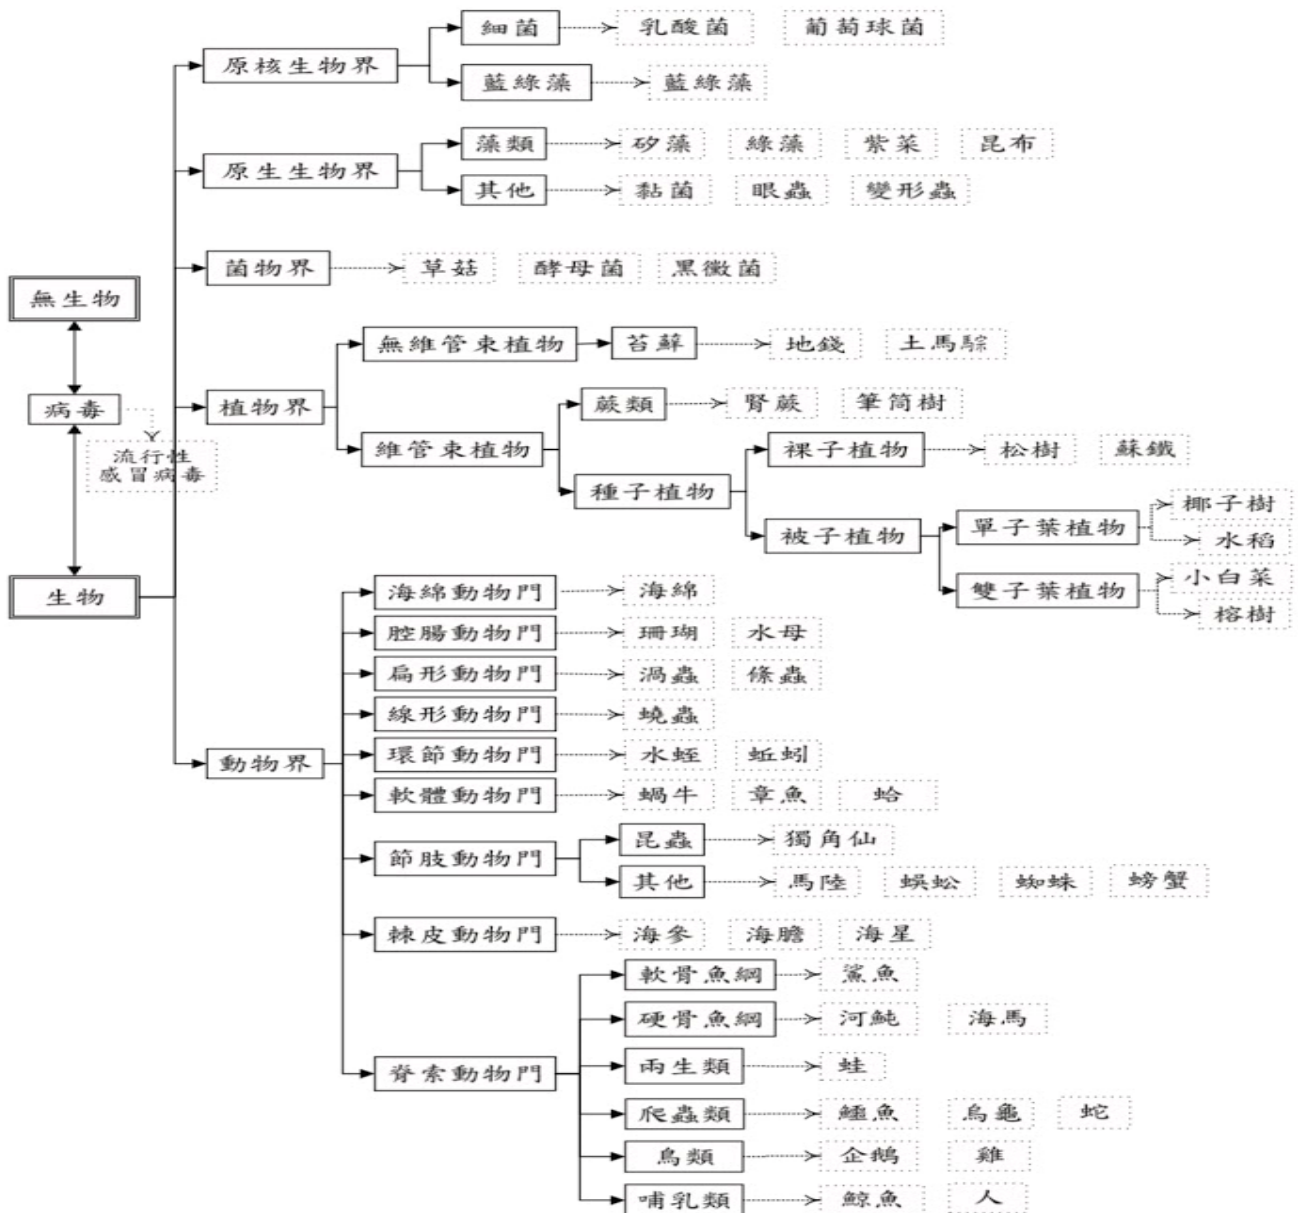 細菌 乳酸菌 葡萄球菌
原核生物界
藍綠藻 藍綠藻
藻類 矽藻 綠藻 紫菜 昆布
原生生物界
其他 黏菌 眼蟲 變形蟲
菌物界 草菇 酵母菌 黑黴菌
無生物
無維管束植物 苔蘚 地錢 土馬騌
病毒
植物界
蕨類 腎蕨 筆筒樹
流行性
感冒病毒
維管束植物
裸子植物 松樹 蘇鐵
種子植物
椰子樹
單子葉植物
被子植物
水稻
小白菜
雙子葉植物
榕樹
生物
海綿動物門 海綿
腔腸動物門 珊瑚 水母
扁形動物門 渦蟲 條蟲
線形動物門 蟯蟲
動物界
環節動物門 水蛭 蚯蚓
軟體動物門 蝸牛 章魚 蛤
昆蟲 獨角仙
節肢動物門
其他 馬陸 蜈蚣 蜘蛛 螃蟹
棘皮動物門 海參 海膽 海星
軟骨魚綱 鯊魚
硬骨魚綱 河魨 海馬
兩生類 蛙
脊索動物門
爬蟲類 鱷魚 烏龜 蛇
鳥類 企鵝 雞
哺乳類 鯨魚 人